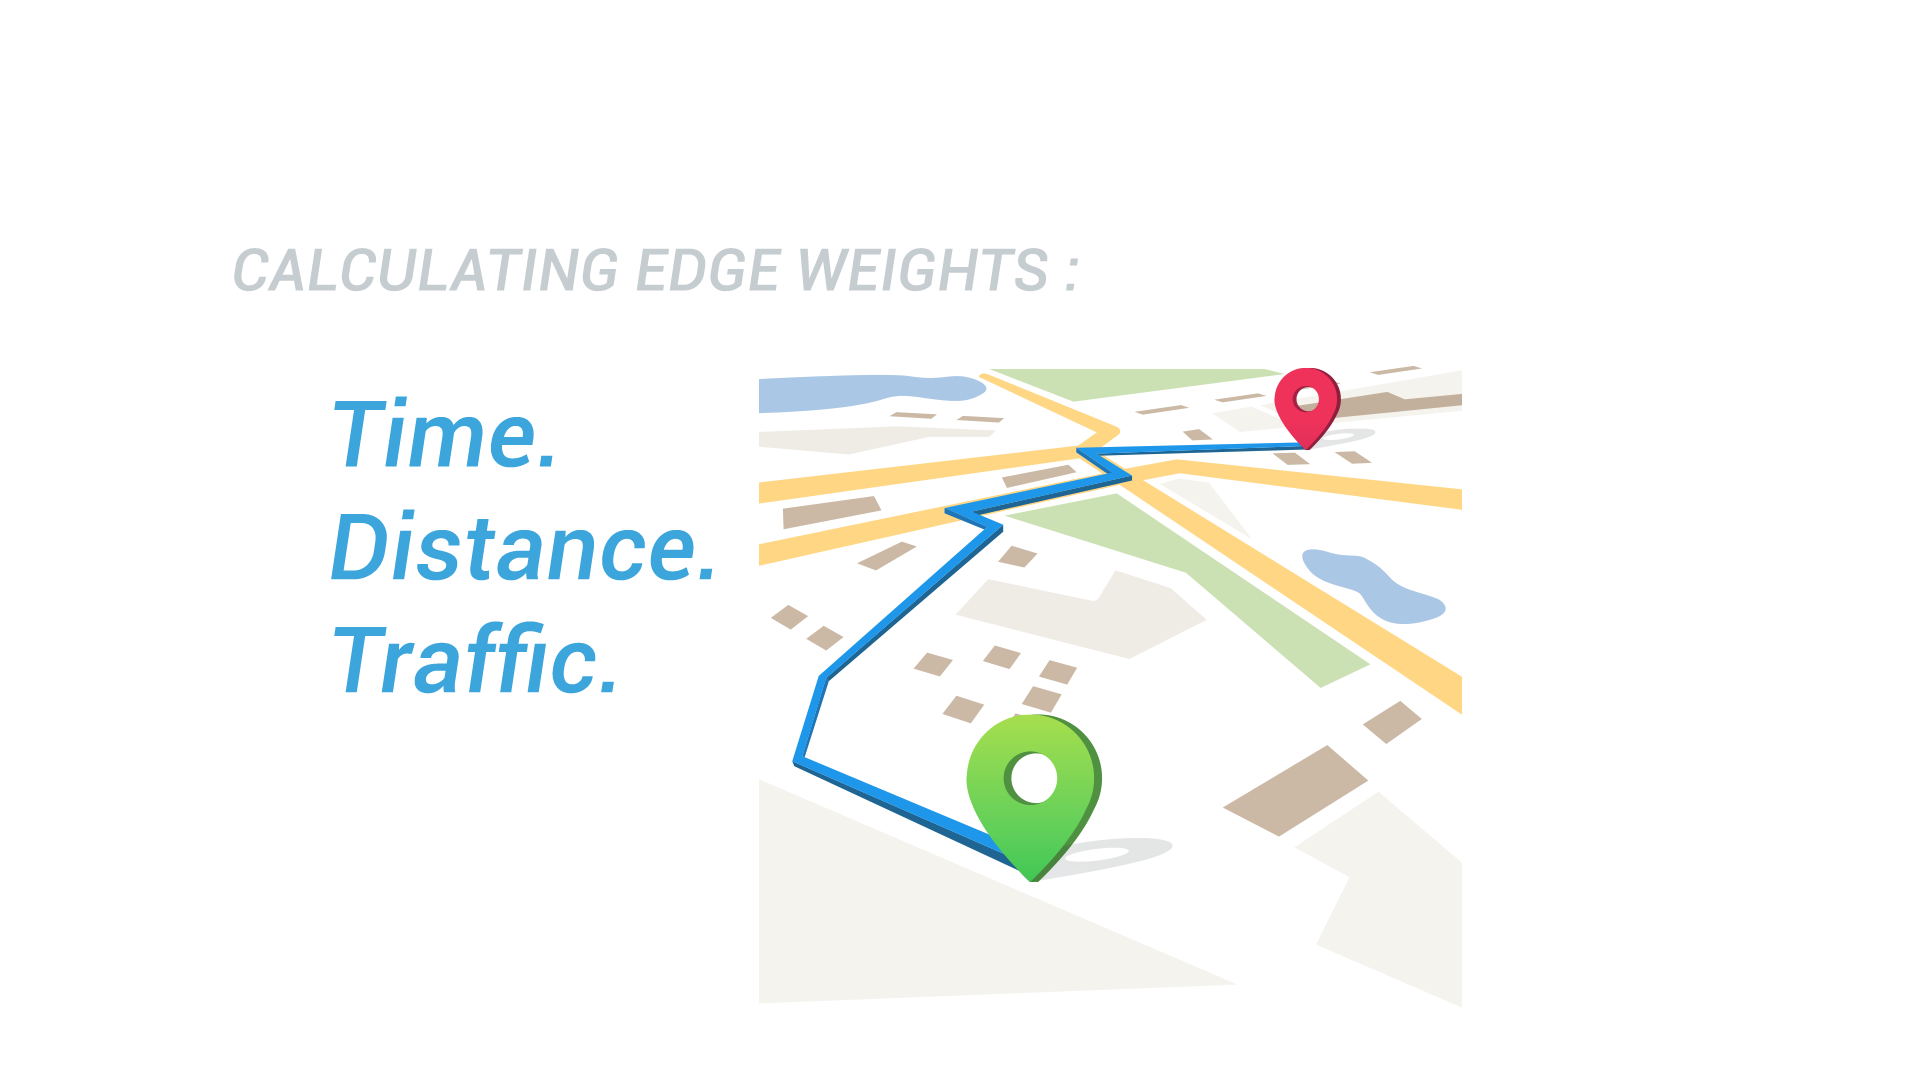 CALCULATING EDGE WEIGHTS :
Time.
Distance.
Traffic.